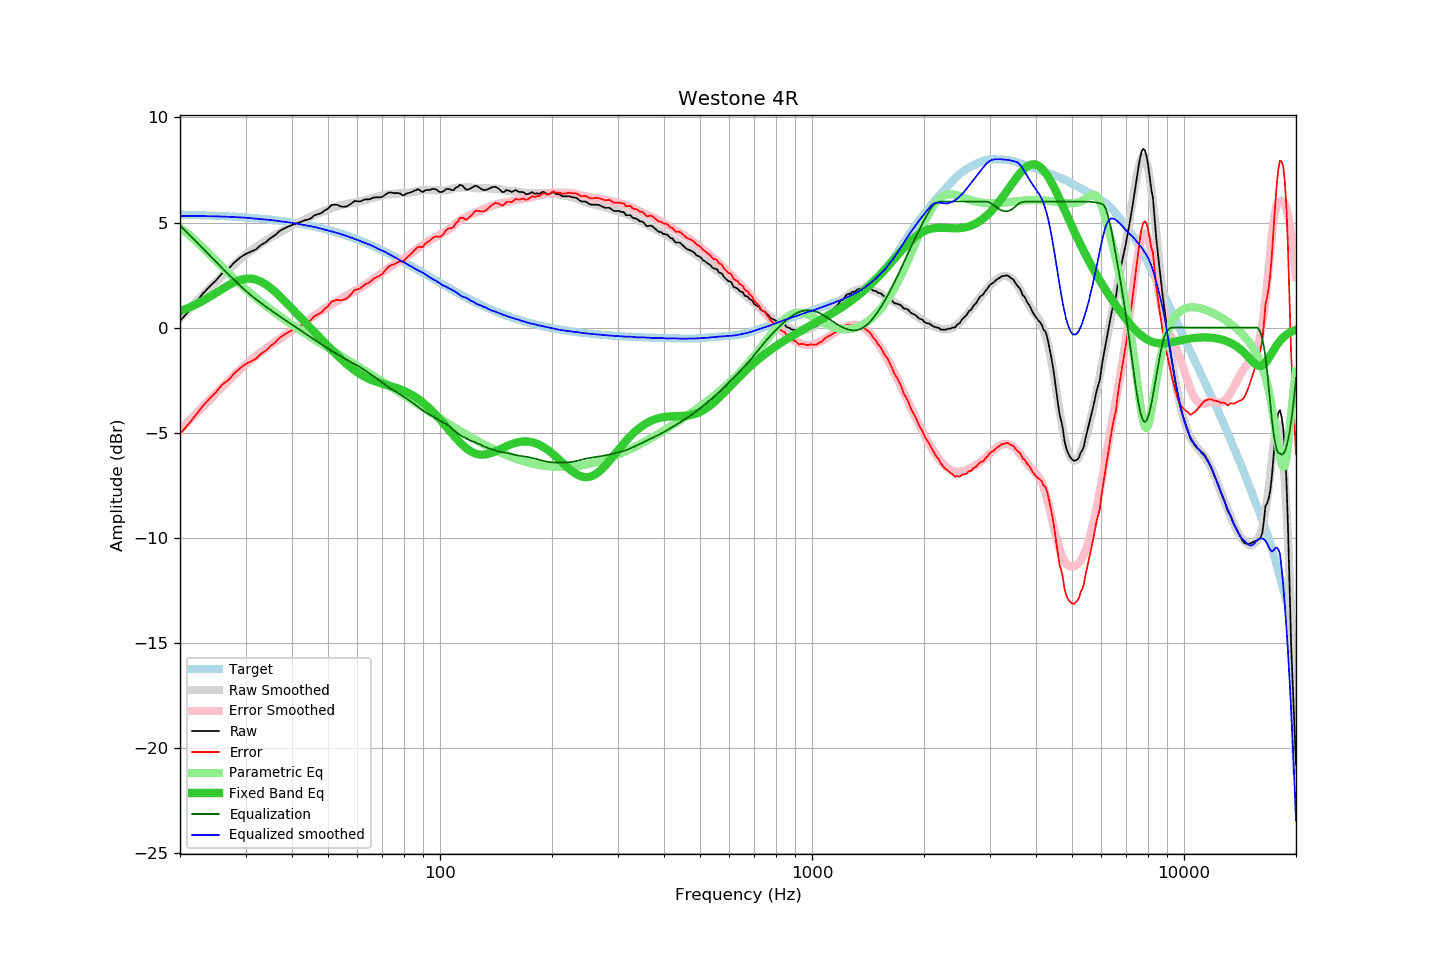 Westone 4R
10
5
0
−5
−10
−15
−20
−25
Amplitude (dBr)
Target
Raw Smoothed
Error Smoothed
Raw
Error
Parametric Eq
Fixed Band Eq
Equalization
Equalized smoothed
100
1000
10000
Frequency (Hz)